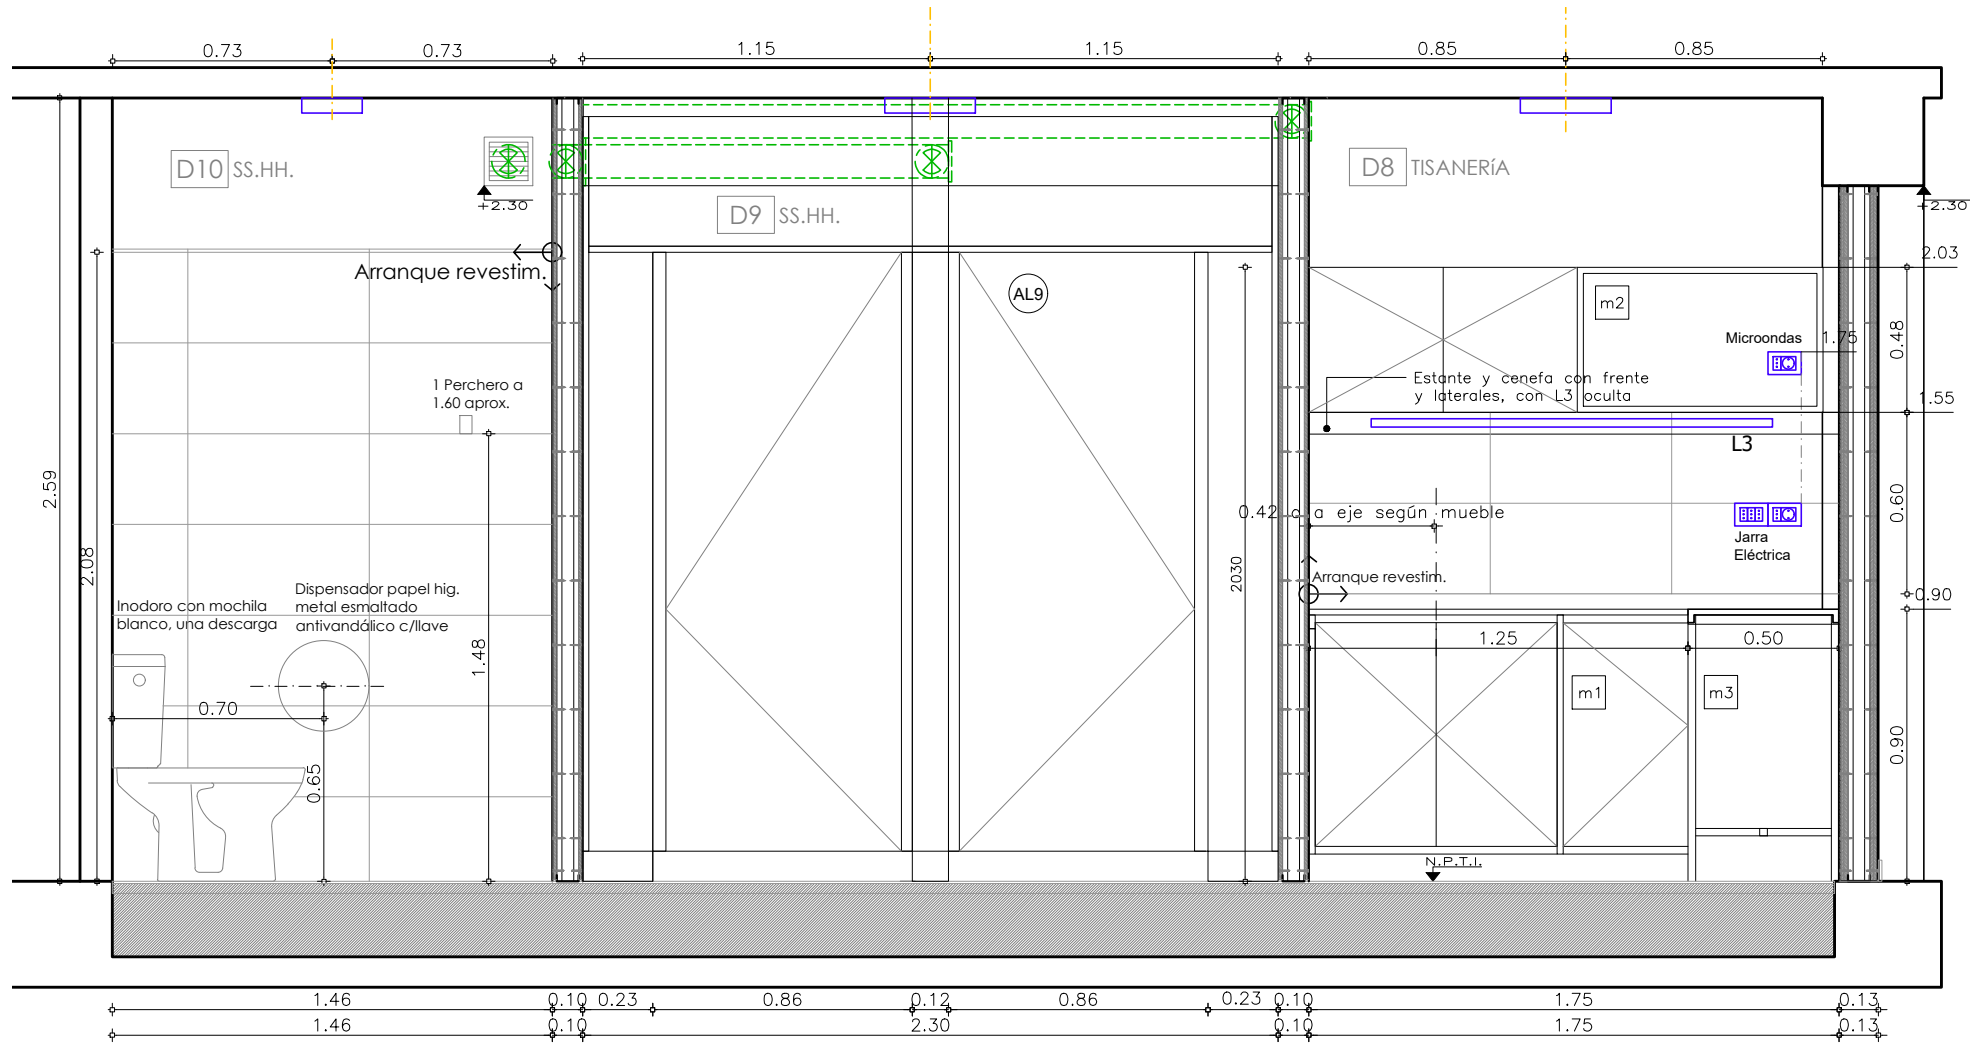 0.73
0.73
1.15
1.15
0.85
0.85
D10 SS.HH.
+2.30
D9 SS.HH.
D8 TISANERÍA
+2.30
2.03
Arranque revestim.
AL9
m2
Microondas
1.75
0.48
1 Perchero a
1.60 aprox.
Estante y cenefa con frente
y laterales, con L3 oculta
1.55
L3
2.59
2.08
0.42
a eje según mueble
0.60
Jarra
Eléctrica
2030
Arranque revestim.
0.90
Inodoro con mochila
blanco, una descarga
Dispensador papel hig.
metal esmaltado
antivandálico c/llave
1.48
1.25
0.50
m1
m3
0.70
0.65
0.90
N.P.T.I.
1.46
0.10
0.23
0.86
0.12
0.86
0.23
0.10
1.75
0.13
1.46
0.10
2.30
0.10
1.75
0.13